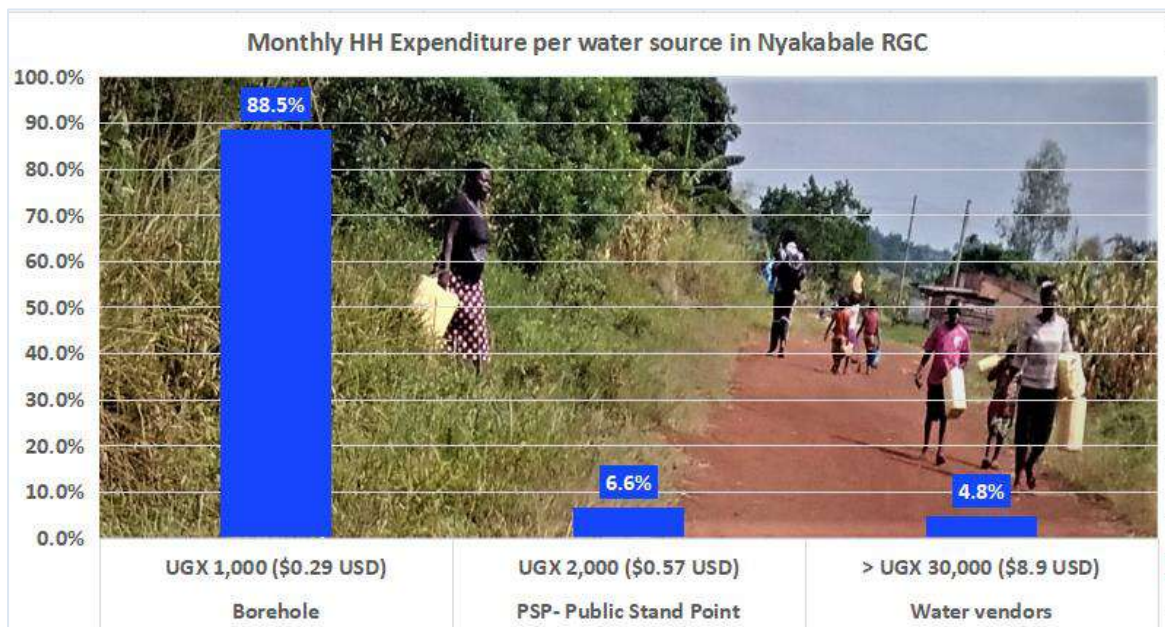 Monthly HH Expenditure per water source in Nyakabale RGC
100.0%
90.0%
80.0%
70.0%
60.0%
50.0%
40.0%
30.0%
20.0%
10.0%
0.0%
88.5%
6.6%
4.8%
UGX 1,000 ($0.29 USD)
UGX 2,000 ($0.57 USD)
> UGX 30,000 ($8.9 USD)
Borehole
PSP- Public Stand Point
Water vendors